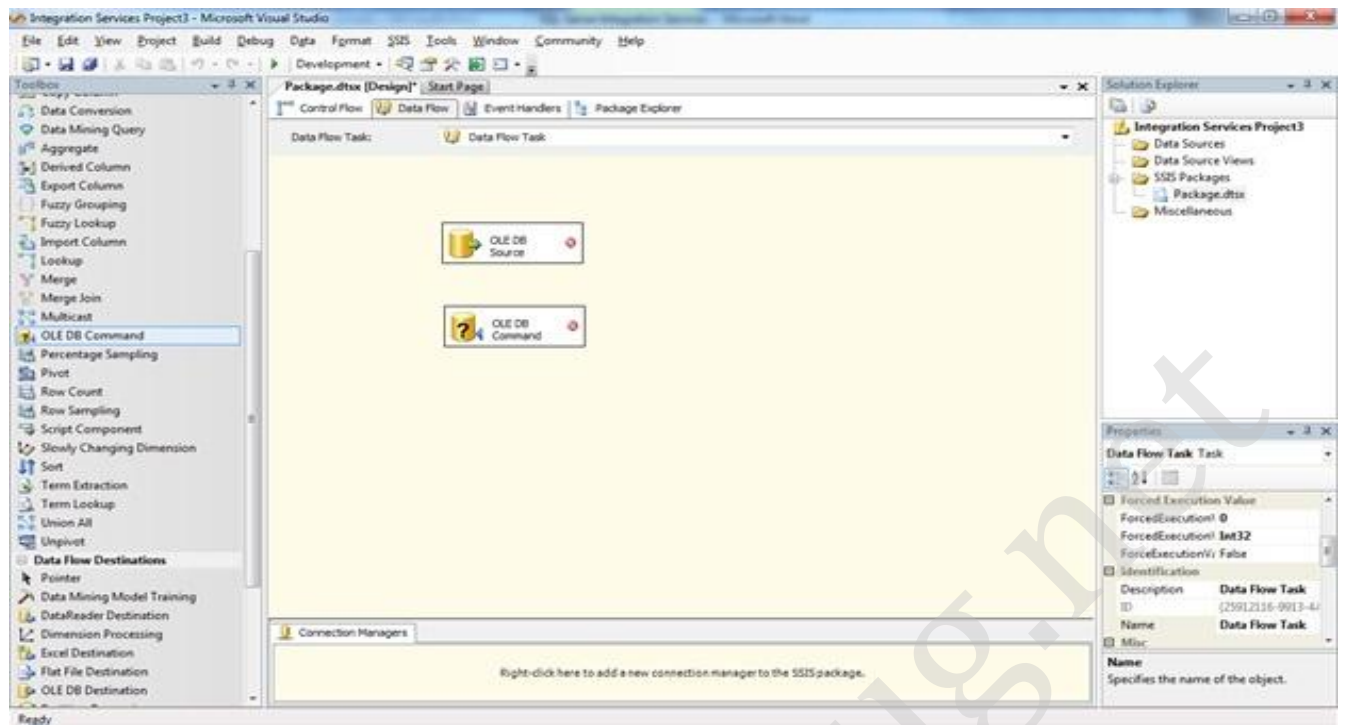 Integration Services Project3 - Microsoft Visual Studio
File Edit View Project Build Debug Data Format SSIS Tools Window Community Help
Development
Toolbox
Copy Column
Data Conversion
Data Mining Query
Aggregate
Derived Column
Export Column
Fuzzy Grouping
Fuzzy Lookup
Import Column
Lookup
Merge
Merge Join
Multicast
OLE DB Command
Percentage Sampling
Pivot
Row Count
Row Sampling
Script Component
Slowly Changing Dimension
Sort
Term Extraction
Term Lookup
Union All
Unpivot
Data Flow Destinations
Pointer
Data Mining Model Training
DataReader Destination
Dimension Processing
Excel Destination
Flat File Destination
OLE DB Destination
Package.dtsx [Design]* Start Page
Control Flow Data Flow Event Handlers Package Explorer
Data Flow Task: Data Flow Task
OLE DB
Source
OLE DB
Command
Connection Managers
Right-click here to add a new connection manager to the SSIS package.
Solution Explorer
Integration Services Project3
Data Sources
Data Source Views
SSIS Packages
Package.dtsx
Miscellaneous
Properties
Data Flow Task Task
Forced Execution Value
ForcedExecution 0
ForcedExecution Int32
ForceExecutionVa False
Identification
Description Data Flow Task
ID
Name Data Flow Task
Misc
Name
Specifies the name of the object.
Ready